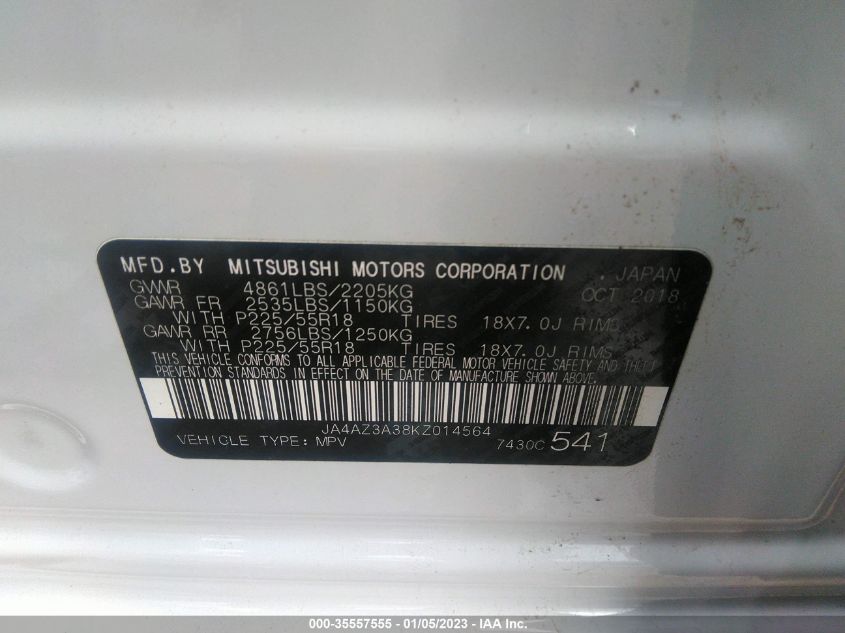 MFD.BY MITSUBISHI MOTORS CORPORATION . JAPAN
GVWR 4861LBS/2205KG OCT 2018
GAWR FR 2535LBS/1150KG
WITH P225/55R18 TIRES 18X7.0J RIMS
GAWR RR 2756LBS/1250KG
WITH P225/55R18 TIRES 18X7.0J RIMS
THIS VEHICLE CONFORMS TO ALL APPLICABLE FEDERAL MOTOR VEHICLE SAFETY AND THEFT
PREVENTION STANDARDS IN EFFECT ON THE DATE OF MANUFACTURE SHOWN ABOVE.
JA4AZ3A38KZ014564
VEHICLE TYPE: MPV 7430C 541
000-35557555 - 01/05/2023 - IAA Inc.